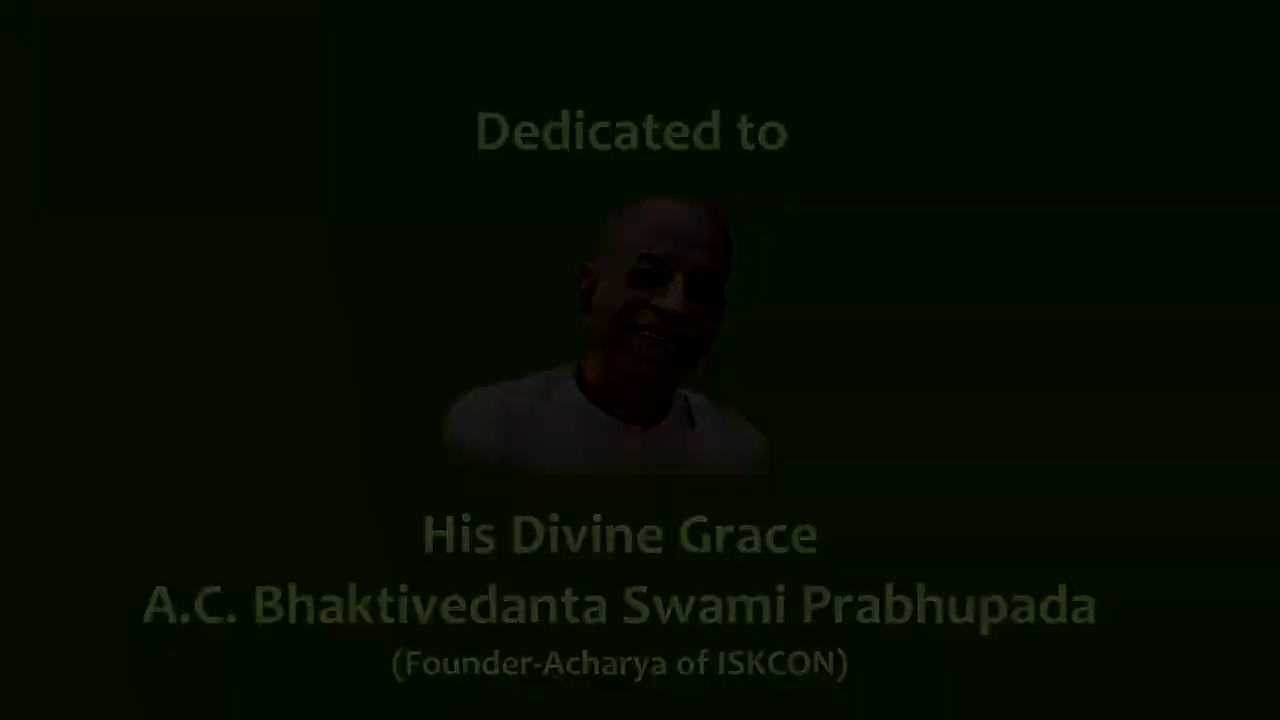 Dedicated to
His Divine Grace
A.C. Bhaktivedanta Swami Prabhupada
(Founder-Acharya of ISKCON)